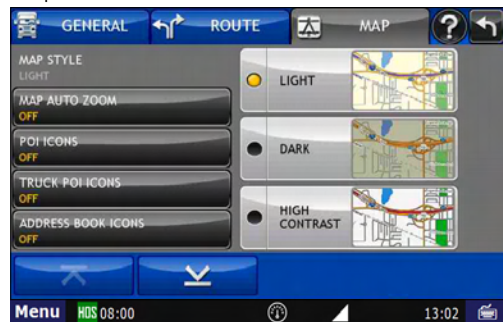 GENERAL ROUTE MAP ?
MAP STYLE
LIGHT
MAP AUTO ZOOM
OFF
POI ICONS
OFF
TRUCK POI ICONS
OFF
ADDRESS BOOK ICONS
OFF
LIGHT
DARK
HIGH
CONTRAST
Menu HOS 08:00 13:02